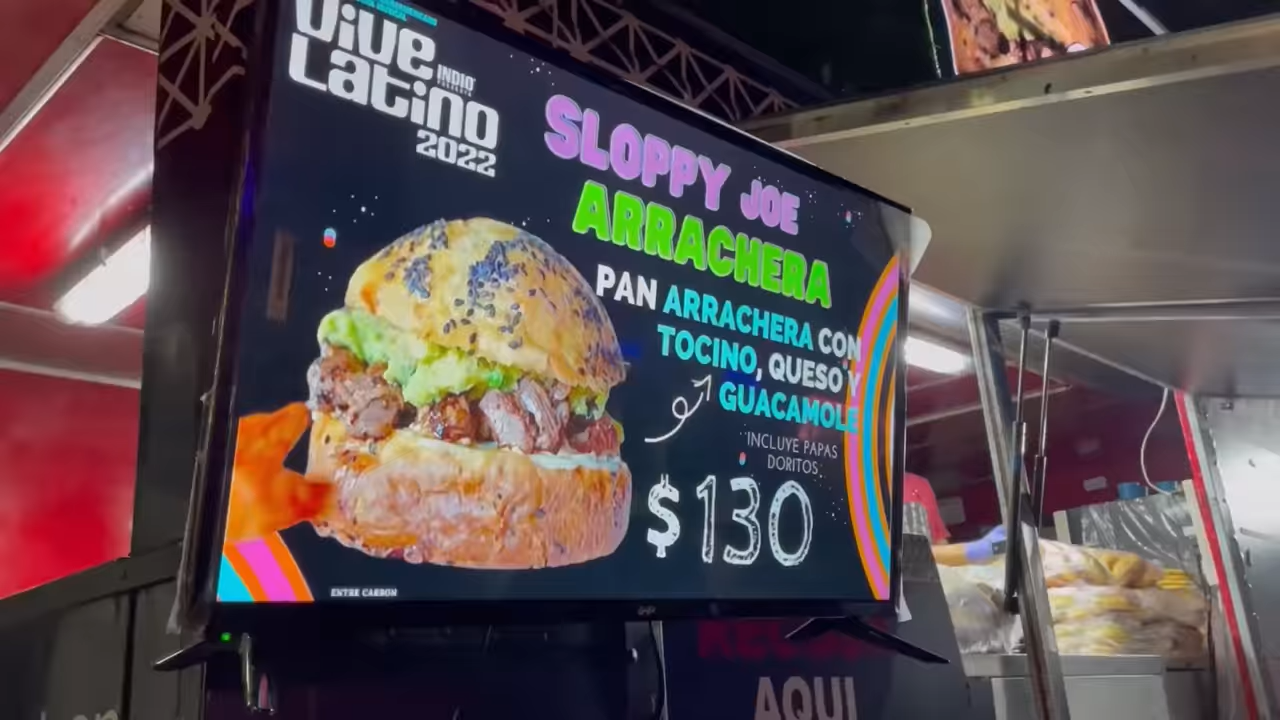 Vive
Latino
INDIO
2022
SLOPPY JOE
ARRACHERA
PAN ARRACHERA CON
TOCINO, QUESO Y
GUACAMOLE
INCLUYE PAPAS
DORITOS
$130
ENTRE CARBON
AQUI